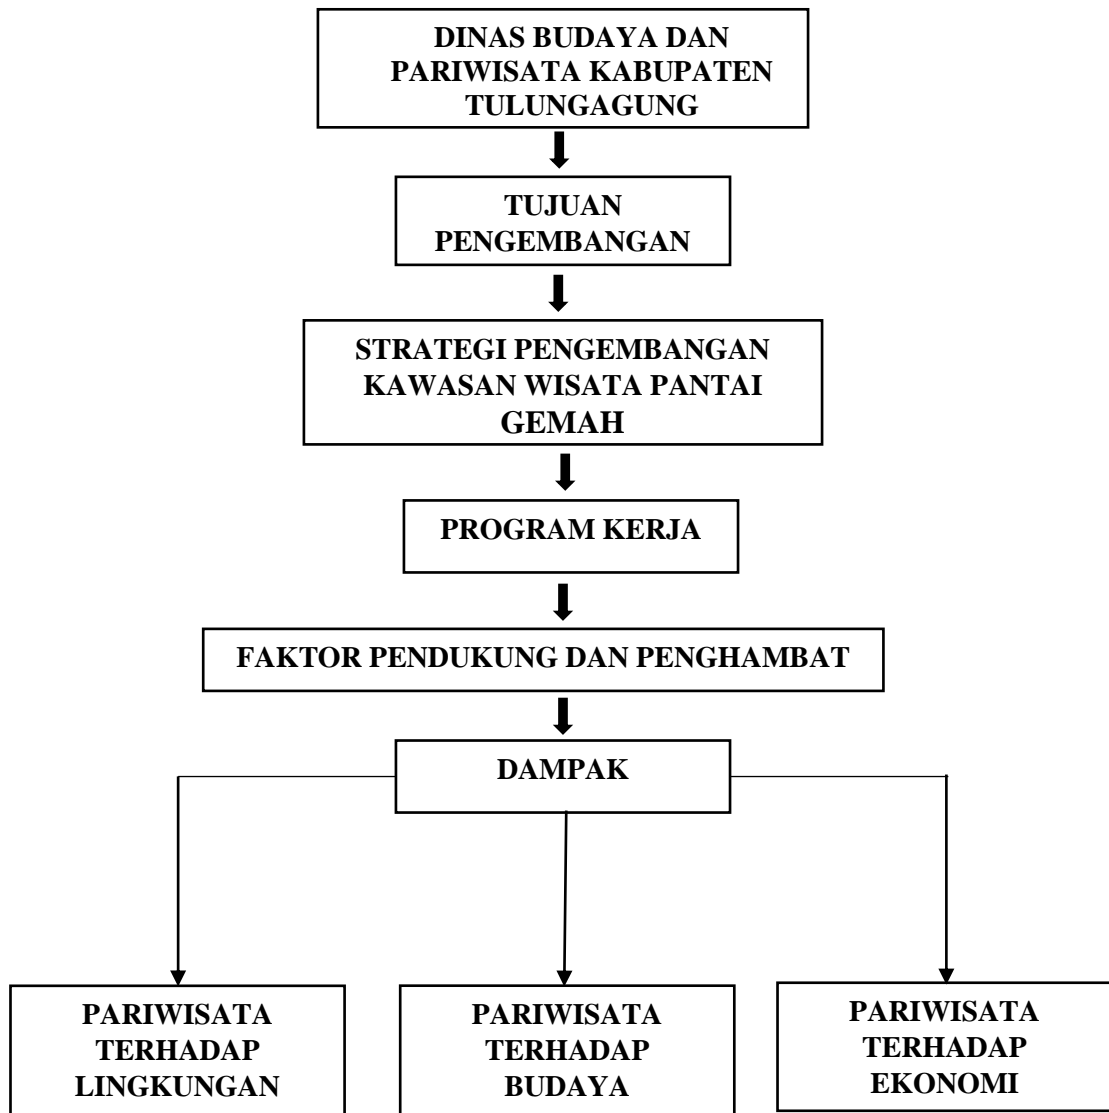 DINAS BUDAYA DAN
PARIWISATA KABUPATEN
TULUNGAGUNG
TUJUAN
PENGEMBANGAN
STRATEGI PENGEMBANGAN
KAWASAN WISATA PANTAI
GEMAH
PROGRAM KERJA
FAKTOR PENDUKUNG DAN PENGHAMBAT
DAMPAK
PARIWISATA
TERHADAP
LINGKUNGAN
PARIWISATA
TERHADAP
BUDAYA
PARIWISATA
TERHADAP
EKONOMI